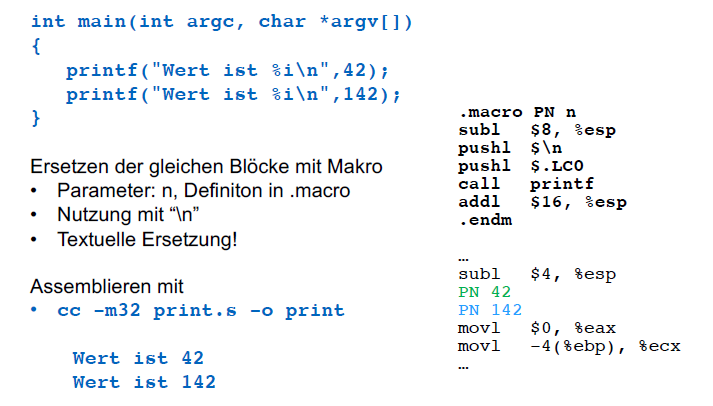 int main(int argc, char *argv[])
{
printf("Wert ist %i\n",42);
printf("Wert ist %i\n",142);
}
Ersetzen der gleichen Blöcke mit Makro
• Parameter: n, Definiton in .macro
• Nutzung mit “\n”
• Textuelle Ersetzung!
Assemblieren mit
• cc -m32 print.s -o print
Wert ist 42
Wert ist 142
.macro PN n
subl $8, %esp
pushl $\n
pushl $.LC0
call printf
addl $16, %esp
.endm
…
subl $4, %esp
PN 42
PN 142
movl $0, %eax
movl -4(%ebp), %ecx
…